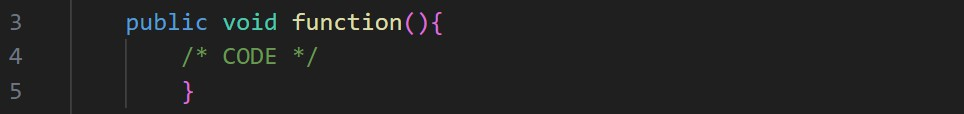 3 public void function(){
4 /* CODE */
5 }